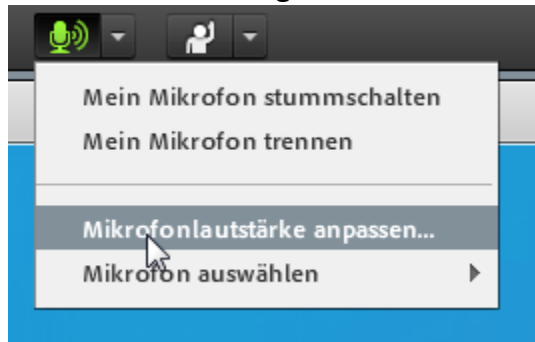 Mein Mikrofon stummschalten
Mein Mikrofon trennen
Mikrofonlautstärke anpassen...
Mikrofon auswählen